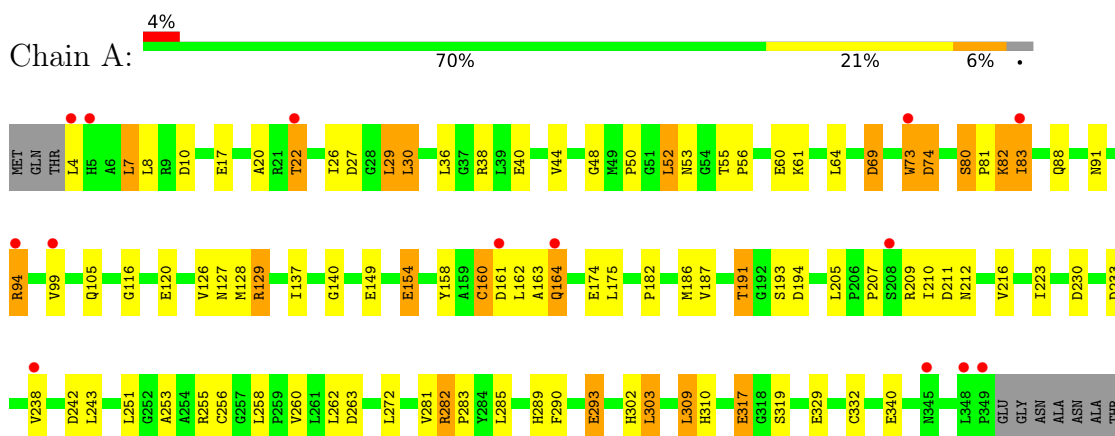 4%
Chain A:
70% 21% 6% •
MET GLN THR L4 H5 A6 L7 L8 R9 D10 E17 A20 R21 T22 I26 D27 G28 L29 L30 L36 G37 R38 L39 E40 V44 G48 M49 P50 G51 L52 N53 G54 T55 P56 E60 K61 L64 D69 W73 D74 S80 P81 K82 I83 Q88 N91
R94 V99 Q105 G116 E120 V126 N127 M128 R129 I137 G140 E149 E154 Y158 A159 C160 D161 L162 A163 Q164 E174 L175 P182 M186 V187 T191 G192 S193 D194 L205 P206 P207 S208 R209 I210 D211 N212 V216 I223 D230 D233
V238 D242 L243 L251 G252 A253 A254 R255 C256 G257 L258 P259 V260 L261 L262 D263 L272 V281 R282 P283 Y284 L285 H289 F290 E293 H302 L303 L309 H310 E317 G318 S319 E329 C332 E340 N345 L348 P349 GLU GLY ASN ALA ASN ALA THR